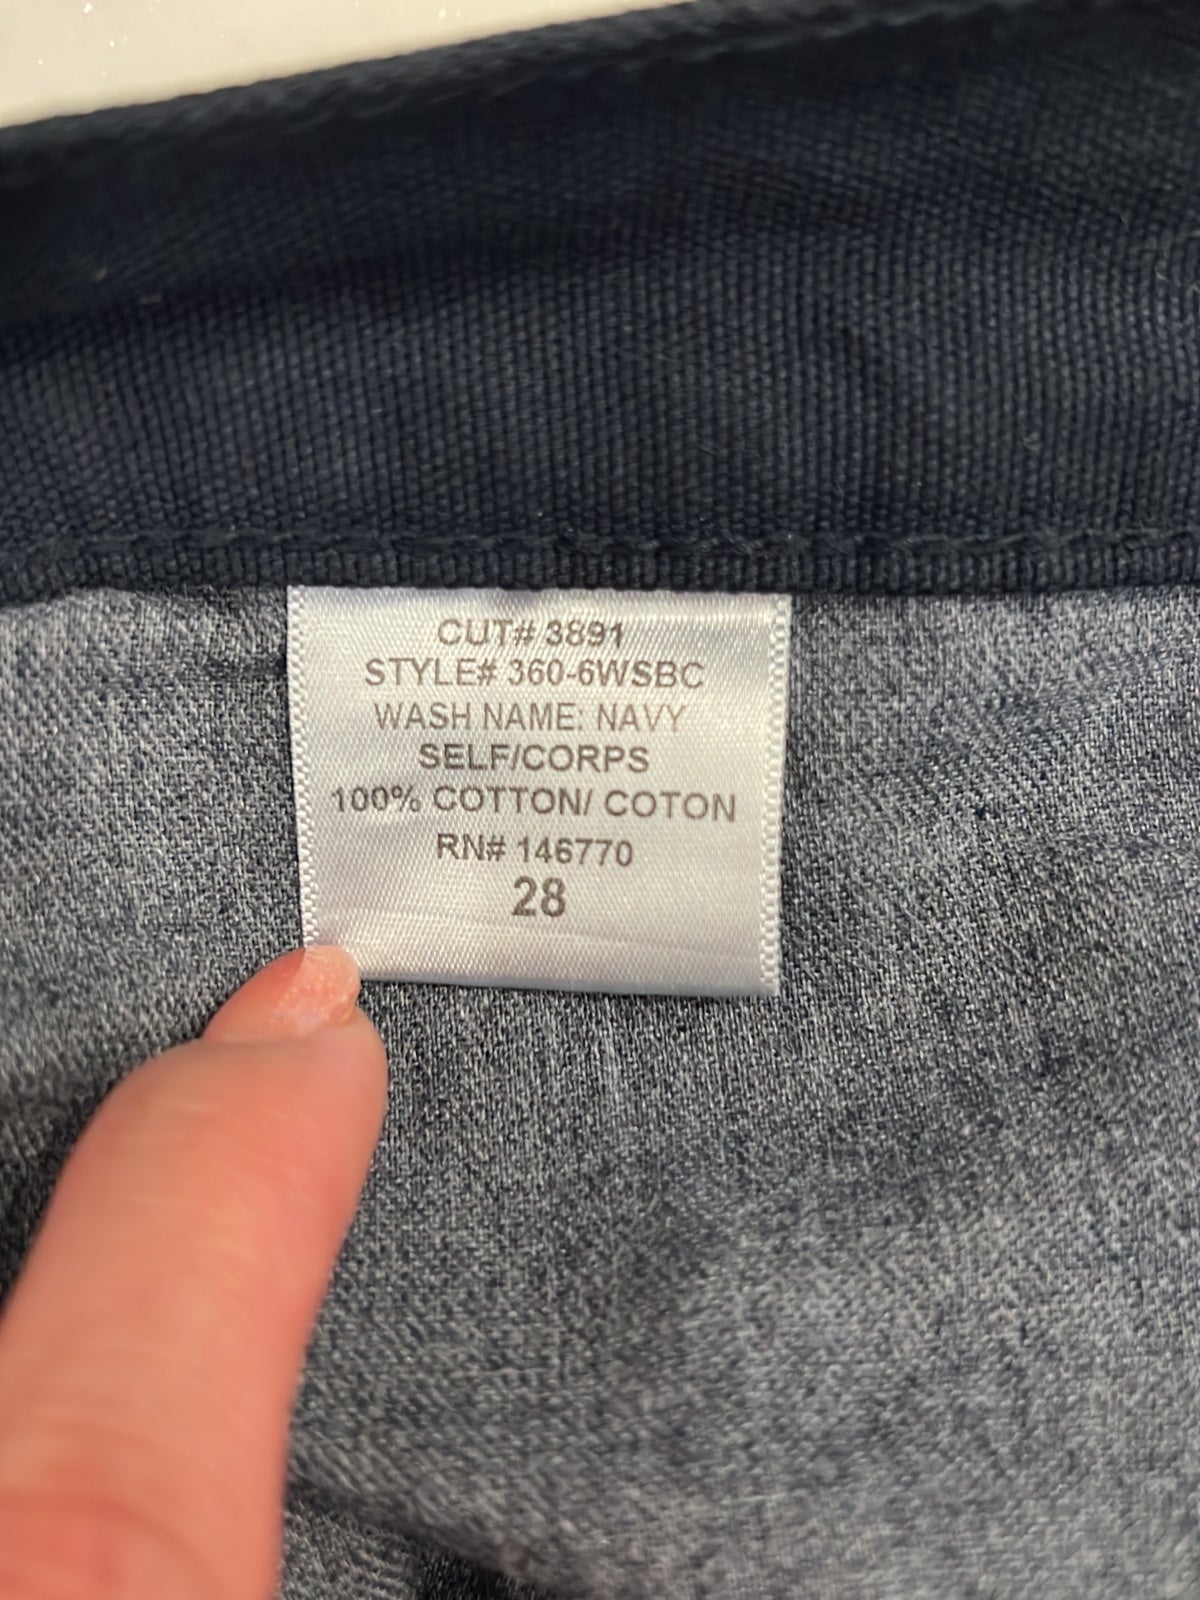 CUT# 3891
STYLE# 360-6WSBC
WASH NAME: NAVY
SELF/CORPS
100% COTTON/ COTON
RN# 146770
28